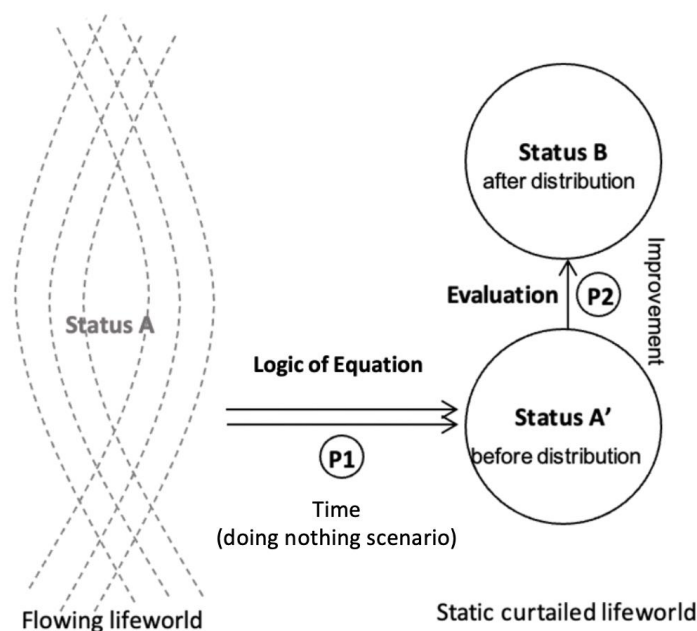 Status B
after distribution
Improvement
Evaluation
P2
Status A
Logic of Equation
Status A’
before distribution
P1
Time
(doing nothing scenario)
Flowing lifeworld
Static curtailed lifeworld